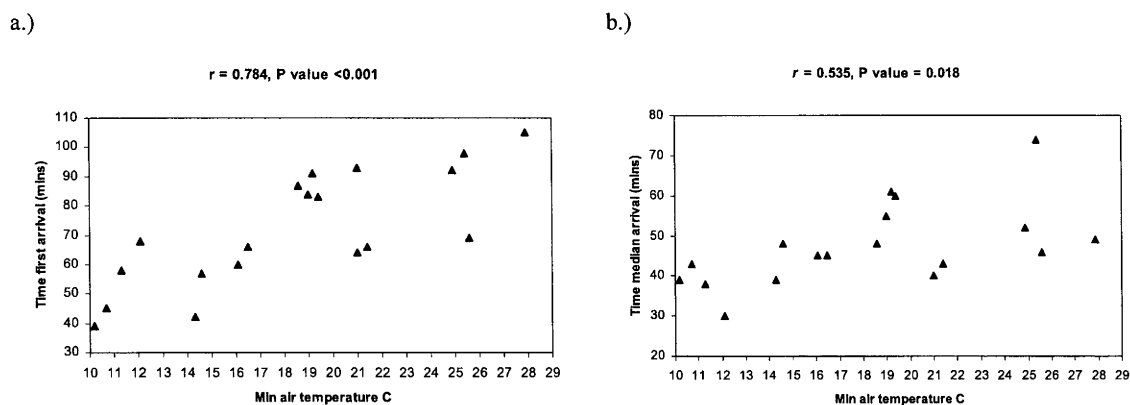 a.)
r = 0.784, P value <0.001
Time first arrival (mins)
110
100
90
80
70
60
50
40
30
10 11 12 13 14 15 16 17 18 19 20 21 22 23 24 25 26 27 28 29
Min air temperature C
b.)
r = 0.535, P value = 0.018
Time median arrival (mins)
80
70
60
50
40
30
20
10 11 12 13 14 15 16 17 18 19 20 21 22 23 24 25 26 27 28 29
Min air temperature C